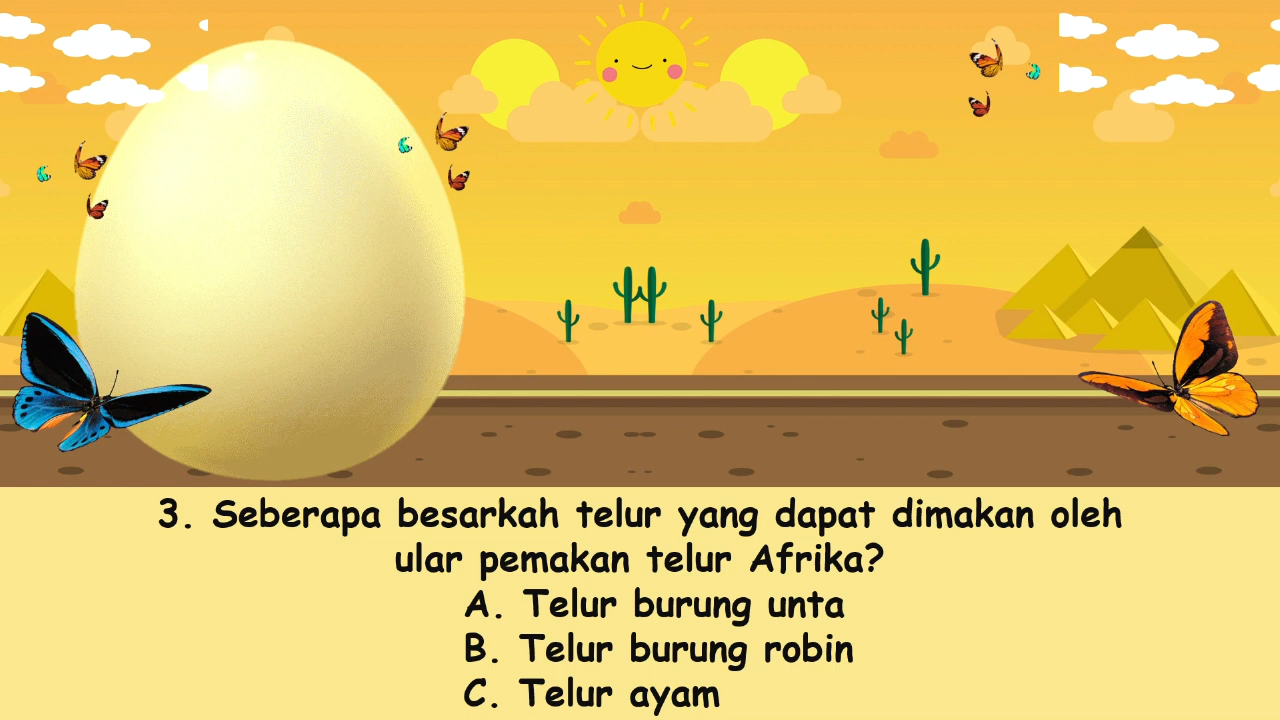 3. Seberapa besarkah telur yang dapat dimakan oleh
ular pemakan telur Afrika?
A. Telur burung unta
B. Telur burung robin
C. Telur ayam